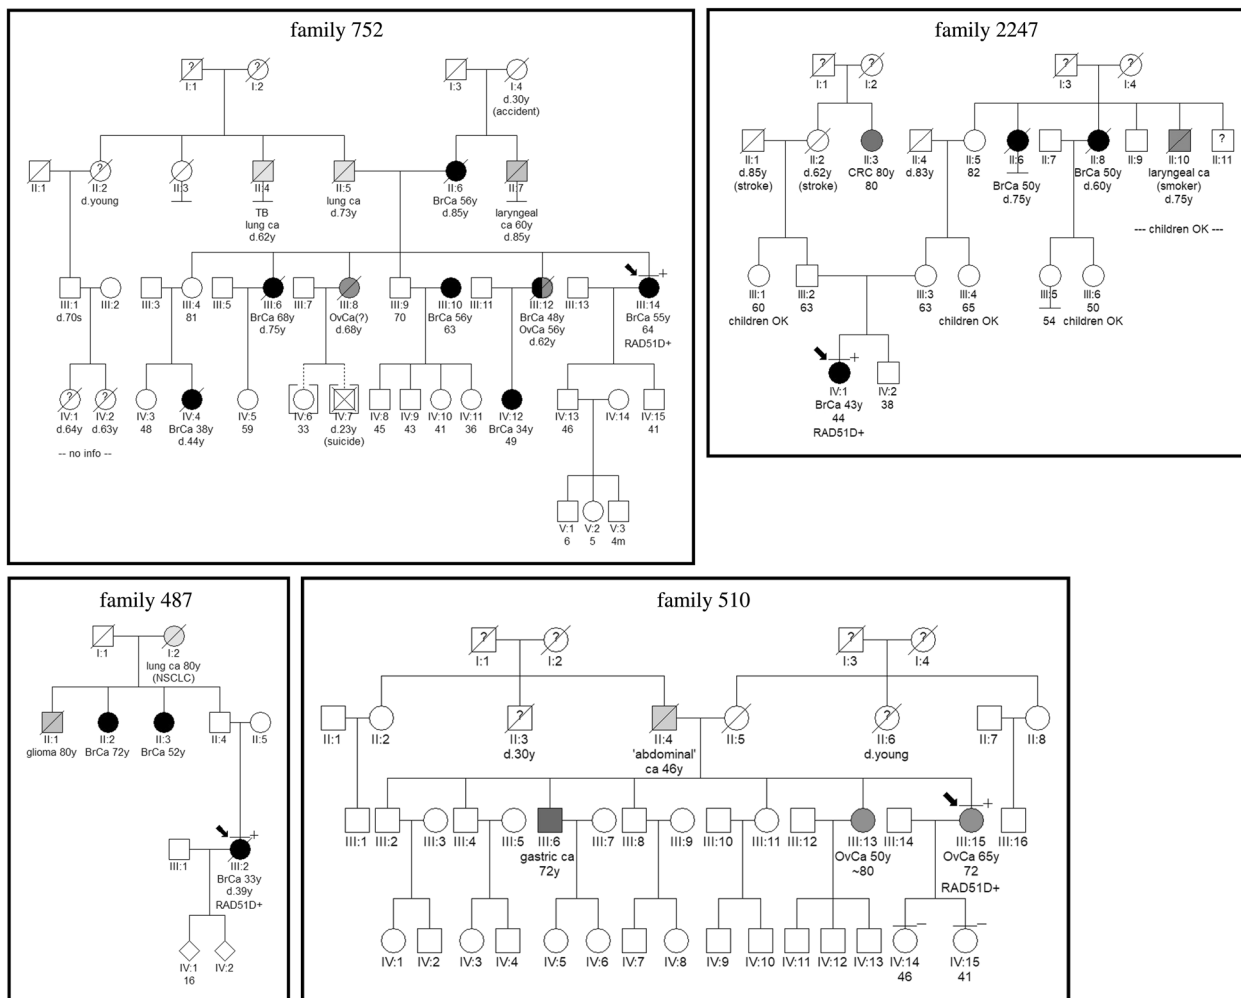 family 752
? ?
I:1 I:2 I:3 I:4
d.30y
(accident)
?
II:1 II:2 II:3 II:4 II:5 II:6 II:7
d.young
TB
lung ca
d.62y
lung ca
d.73y
BrCa 56y
d.85y
laryngeal
ca 60y
d.85y
+
III:1 III:2 III:3 III:4 III:5 III:6 III:7 III:8 III:9 III:10 III:11 III:12 III:13 III:14
d.70s
81
BrCa 68y
d.75y
OvCa(?)
d.68y
70
BrCa 56y
63
BrCa 48y
OvCa 56y
d.62y
BrCa 55y
64
RAD51D+
? ?
IV:1 IV:2 IV:3 IV:4 IV:5 IV:6 IV:7 IV:8 IV:9 IV:10 IV:11 IV:12 IV:13 IV:14 IV:15
d.64y d.63y
48
BrCa 38y
d.44y
59
33
d.23y
(suicide)
45 43 41 36
BrCa 34y
49
46
41
-- no info --
V:1 V:2 V:3
6 5 4m
family 2247
? ? ? ?
I:1 I:2 I:3 I:4
?
II:1 II:2 II:3 II:4 II:5 II:6 II:7 II:8 II:9 II:10 II:11
d.85y
(stroke)
d.62y
(stroke)
CRC 80y
80
d.83y
82
BrCa 50y
d.75y
BrCa 50y
d.60y
laryngeal ca
(smoker)
d.75y
--- children OK ---
III:1 III:2 III:3 III:4 III:5 III:6
60
children OK
63
63
65
children OK
54
50
children OK
+
IV:1 IV:2
BrCa 43y
44
RAD51D+
38
family 487
I:1 I:2
lung ca 80y
(NSCLC)
II:1 II:2 II:3 II:4 II:5
glioma 80y BrCa 72y BrCa 52y
+
III:1 III:2
BrCa 33y
d.39y
RAD51D+
IV:1 IV:2
16
family 510
? ? ? ?
I:1 I:2 I:3 I:4
? ?
II:1 II:2 II:3 II:4 II:5 II:6 II:7 II:8
d.30y
'abdominal'
ca 46y
d.young
+
III:1 III:2 III:3 III:4 III:5 III:6 III:7 III:8 III:9 III:10 III:11 III:12 III:13 III:14 III:15 III:16
gastric ca
72y
OvCa 50y
~80
OvCa 65y
72
RAD51D+
− −
IV:1 IV:2 IV:3 IV:4 IV:5 IV:6 IV:7 IV:8 IV:9 IV:10 IV:11 IV:12 IV:13 IV:14 IV:15
46 41